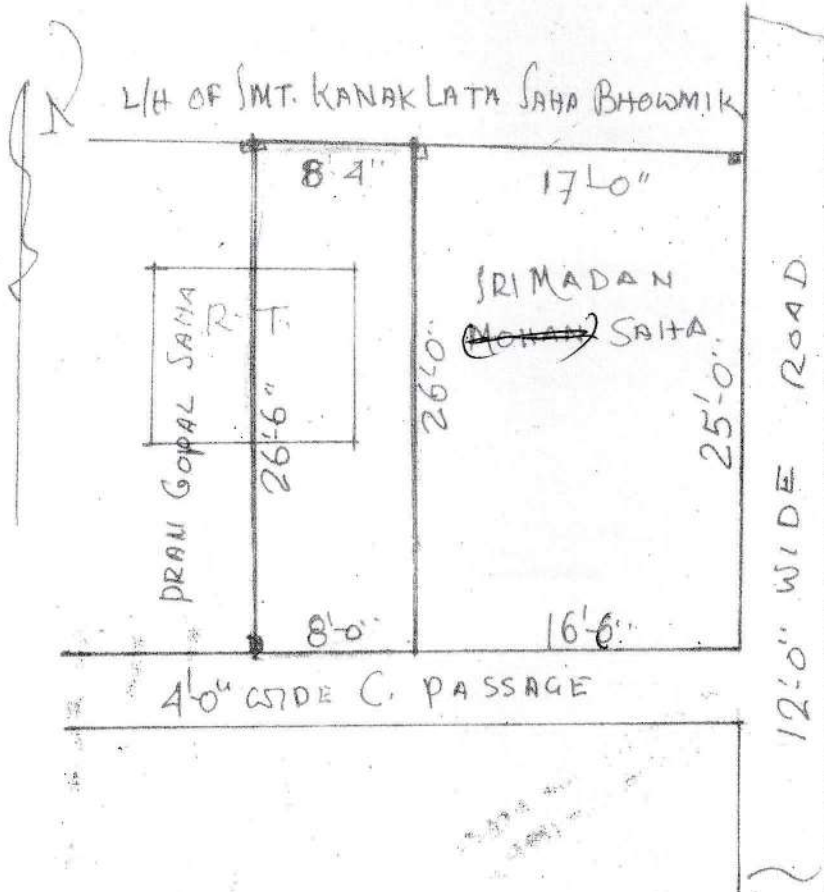 L/H OF SMT. KANAK LATA SAHA BHOWMIK
8'4"
17'-0"
SRI MADAN
MOHAN SAHA
R.T.
PRAN GOPAL SAHA
26'-6"
26'-0"
25'-0"
12'-0" WIDE ROAD
8'-0"
16'-6"
4'-0" WIDE C. PASSAGE